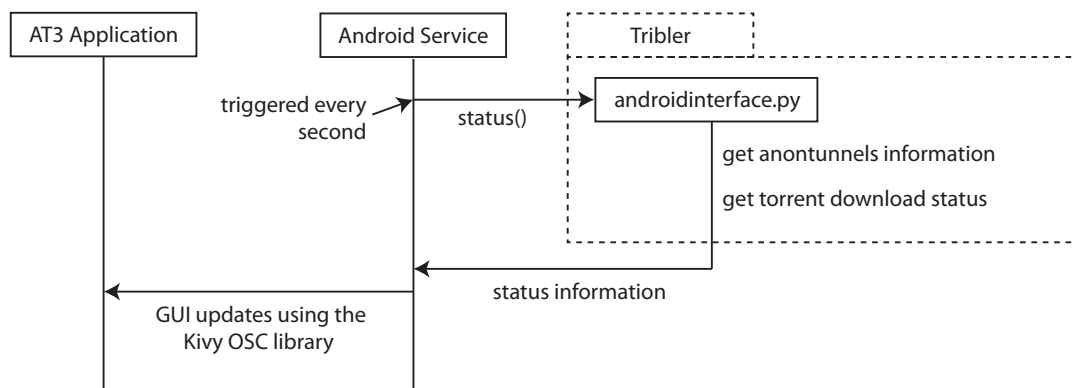 AT3 Application
Android Service
Tribler
triggered every
second
status()
androidinterface.py
get anontunnels information
get torrent download status
status information
GUI updates using the
Kivy OSC library